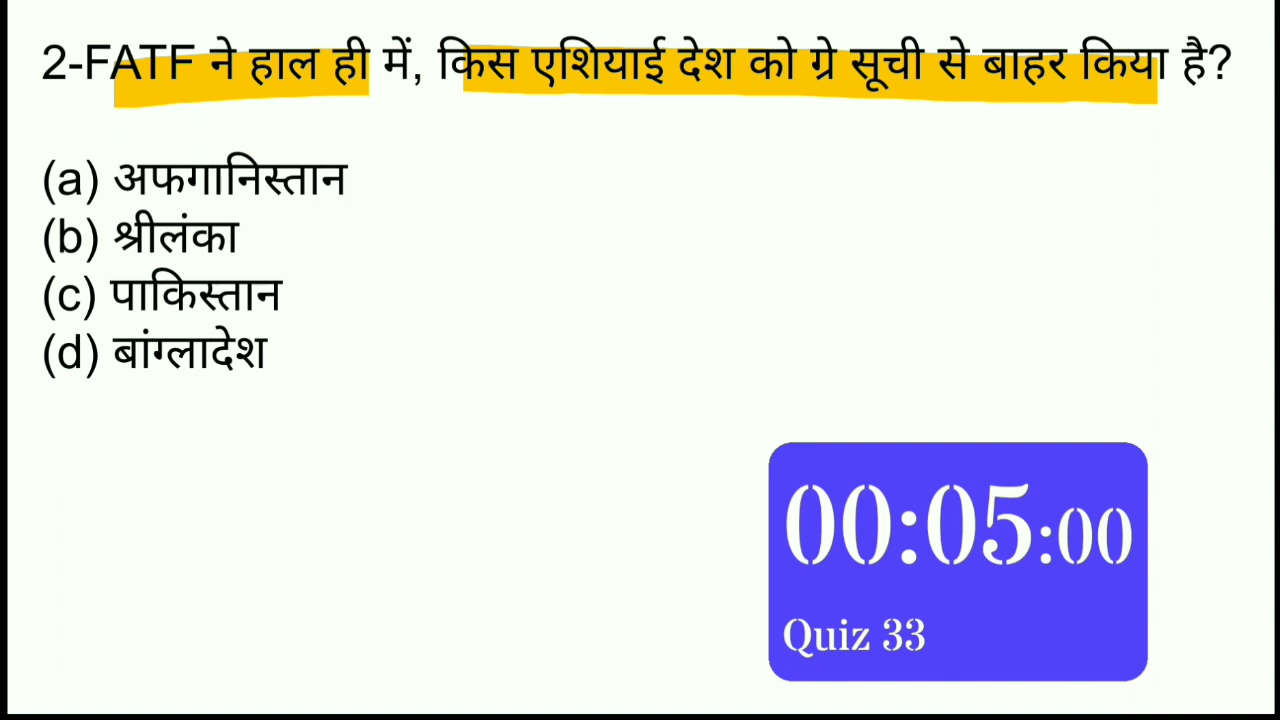 2-FATF ने हाल ही में, किस एशियाई देश को ग्रे सूची से बाहर किया है?
(a) अफगानिस्तान
(b) श्रीलंका
(c) पाकिस्तान
(d) बांग्लादेश
00:05:00
Quiz 33